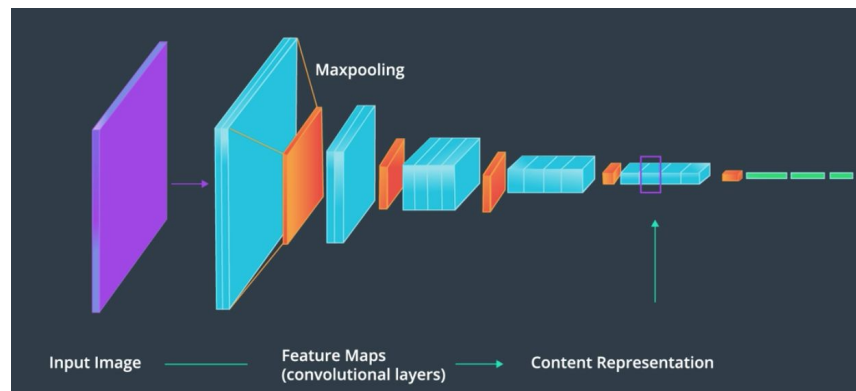 Maxpooling
Input Image
Feature Maps
(convolutional layers)
Content Representation